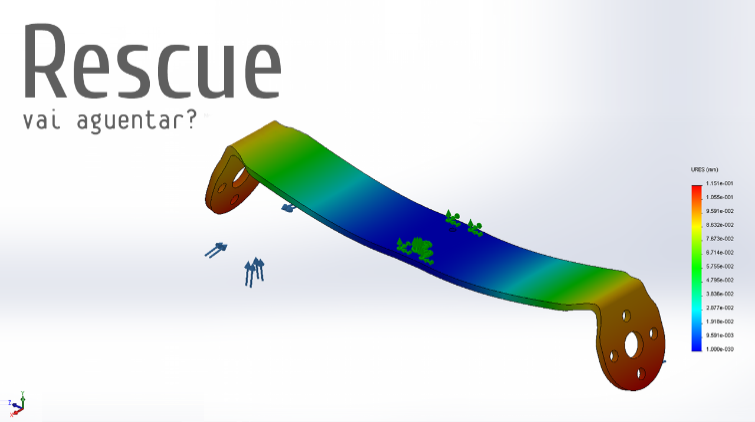 Rescue
vai aguentar?
URES (mm)
1.151e-001
1.055e-001
9.591e-002
8.632e-002
7.673e-002
6.714e-002
5.755e-002
4.795e-002
3.836e-002
2.877e-002
1.918e-002
9.591e-003
1.000e-030
Y
Z
X